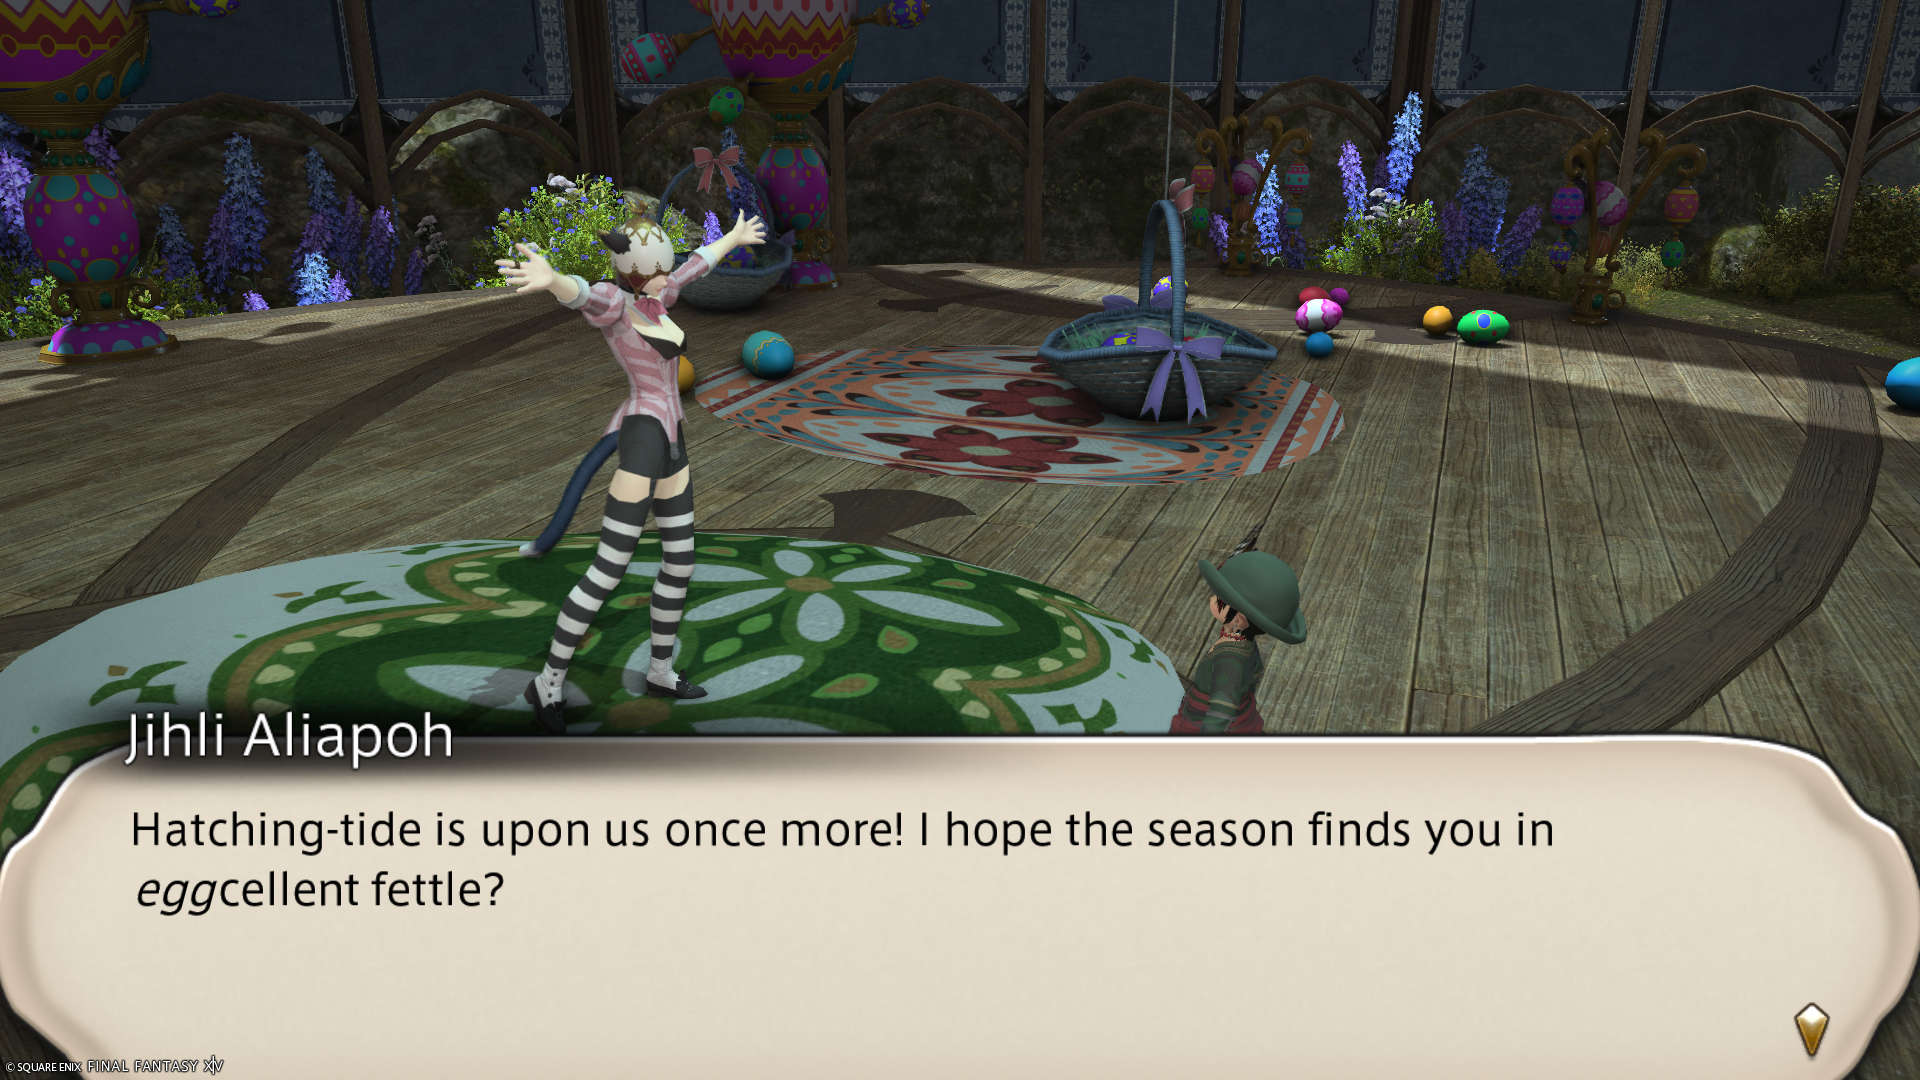 Jihli Aliapoh
Hatching-tide is upon us once more! I hope the season finds you in
eggcellent fettle?
© SQUARE ENIX FINAL FANTASY XIV